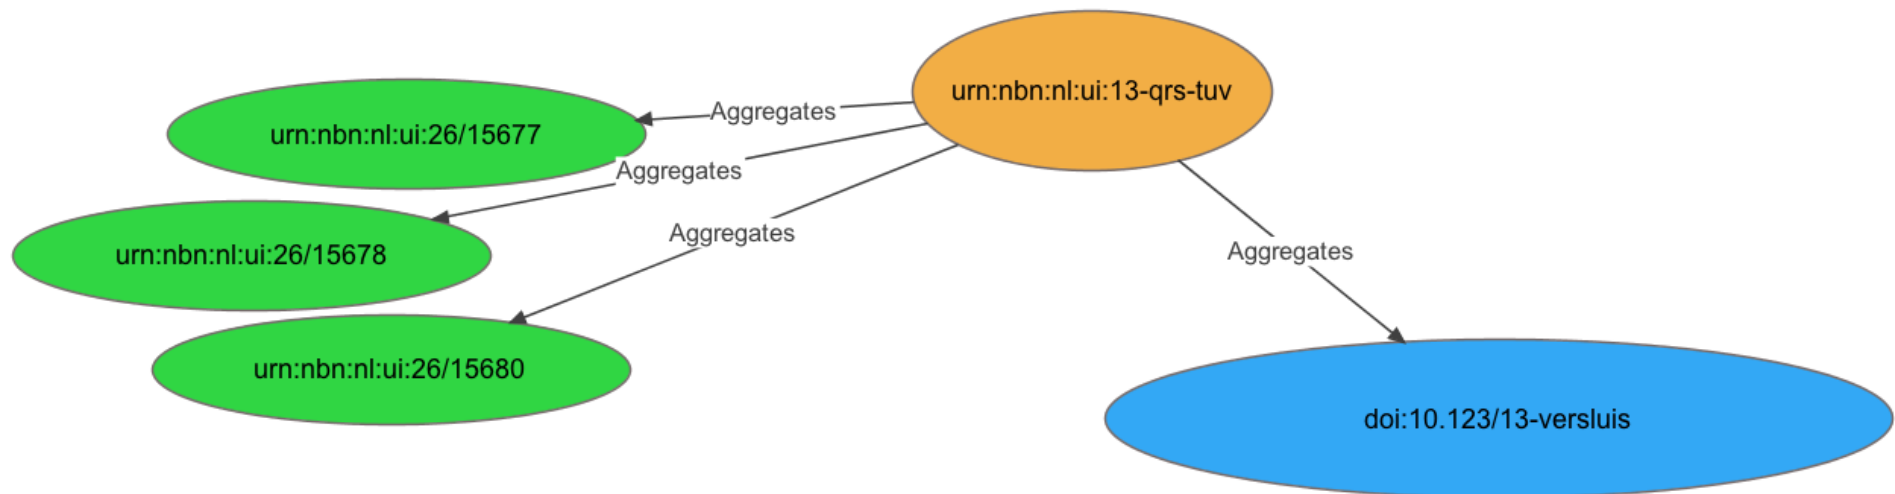 urn:nbn:nl:ui:13-qrs-tuv
Aggregates
urn:nbn:nl:ui:26/15677
Aggregates
Aggregates
Aggregates
urn:nbn:nl:ui:26/15678
urn:nbn:nl:ui:26/15680
doi:10.123/13-versluis